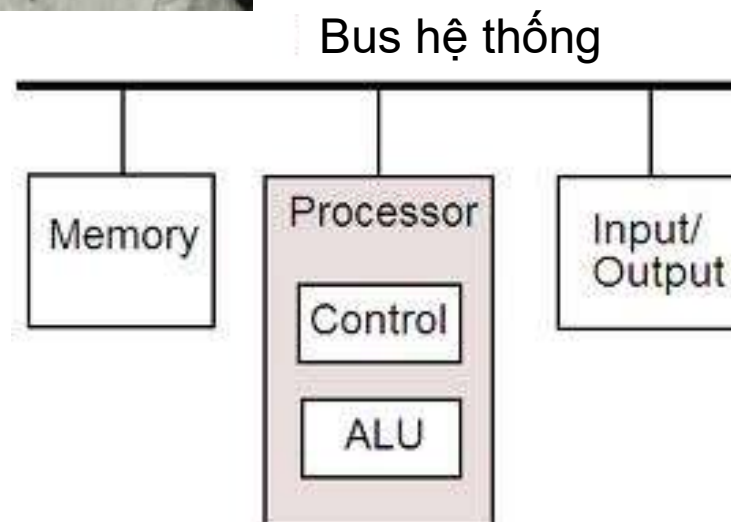 Bus hệ thống
Memory
Processor
Control
ALU
Input/
Output